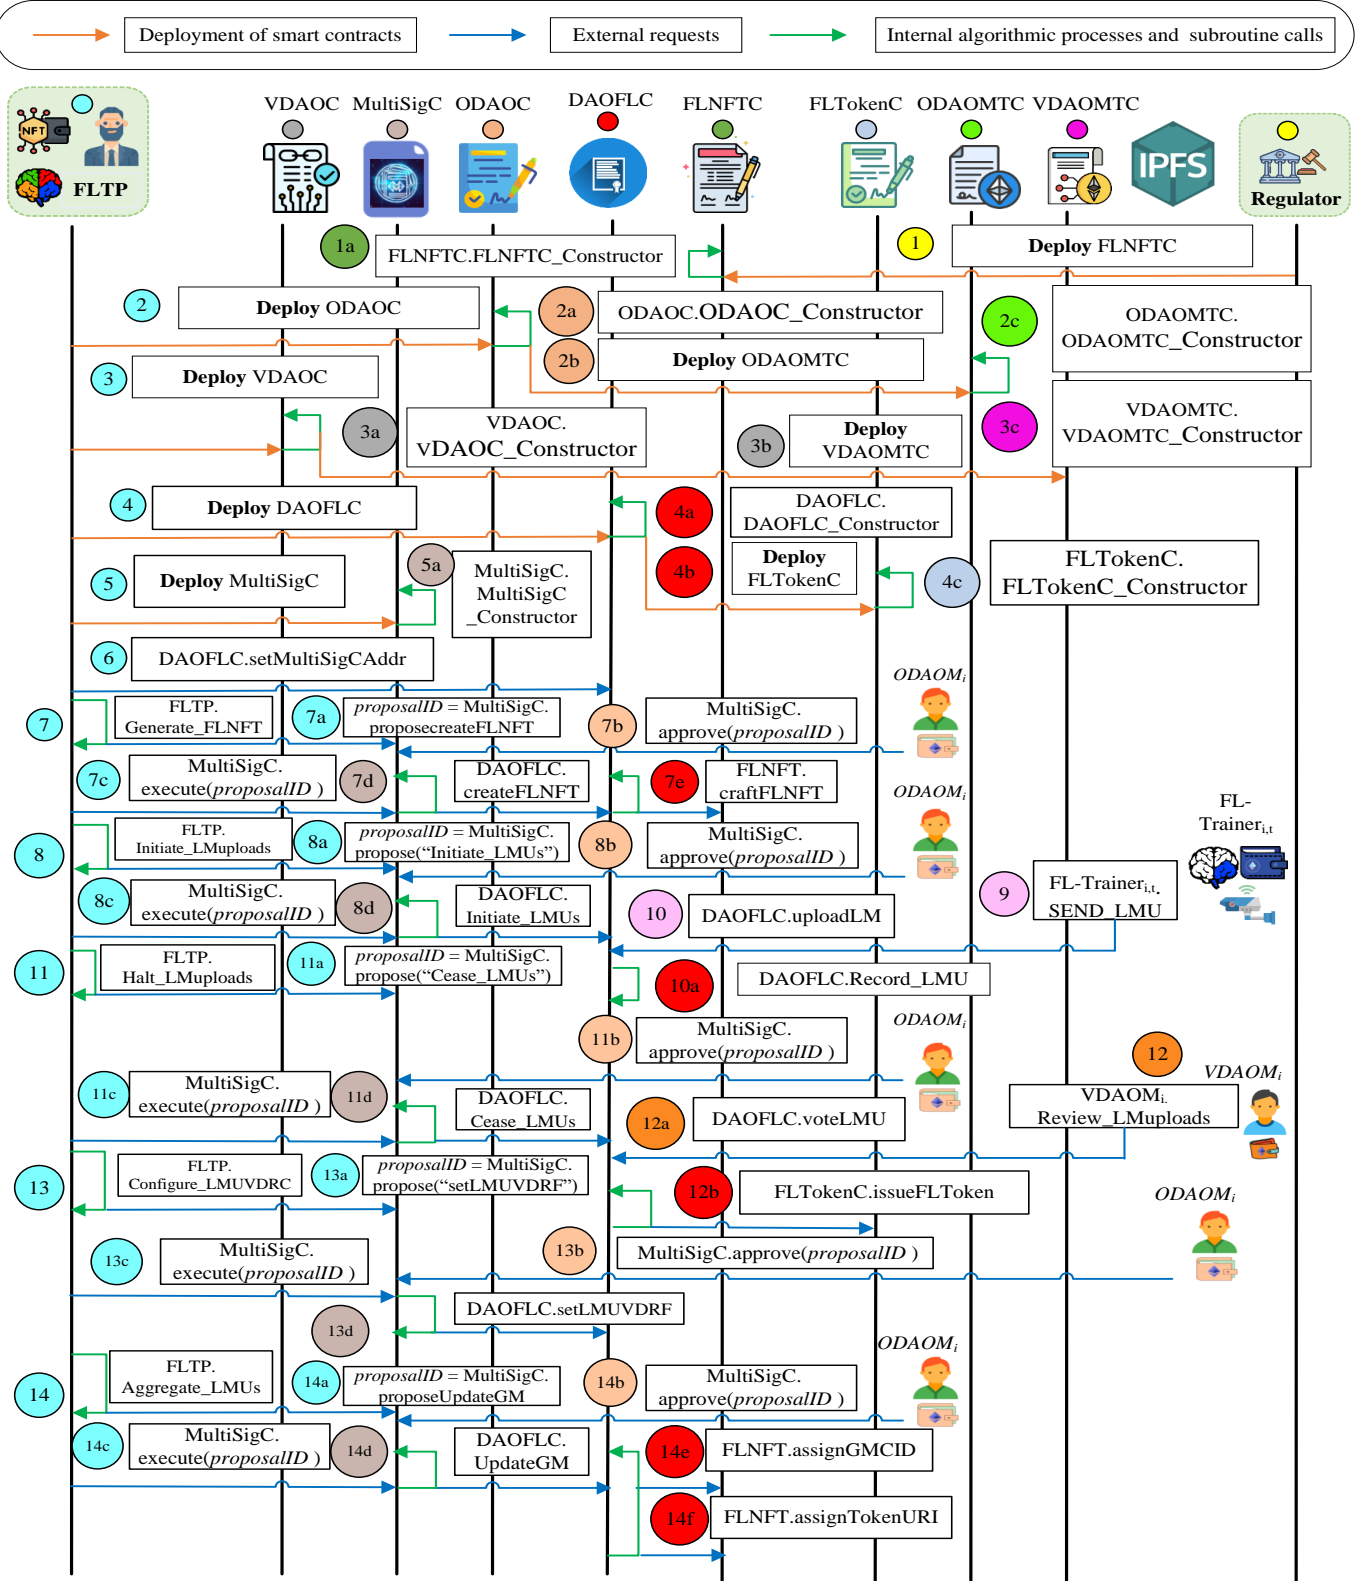 Deployment of smart contracts
External requests
Internal algorithmic processes and subroutine calls
VDAOC
MultiSigC
ODAOC
DAOFLC
FLNFTC
FLTokenC
ODAOMTC
VDAOMTC
NFT
FLTP
IPFS
Regulator
1a
FLNFTC.FLNFTC_Constructor
1
Deploy FLNFTC
2
Deploy ODAOC
2a
ODAOC.ODAOC_Constructor
2b
Deploy ODAOMTC
2c
ODAOMTC.
ODAOMTC_Constructor
3
Deploy VDAOC
3a
VDAOC.
VDAOC_Constructor
3b
Deploy
VDAOMTC
3c
VDAOMTC.
VDAOMTC_Constructor
4
Deploy DAOFLC
4a
DAOFLC.
DAOFLC_Constructor
4b
Deploy
FLTokenC
4c
FLTokenC.
FLTokenC_Constructor
5
Deploy MultiSigC
5a
MultiSigC.
MultiSigC
_Constructor
6
DAOFLC.setMultiSigCAddr
ODAOMi
7
FLTP.
Generate_FLNFT
7a
proposalID = MultiSigC.
proposecreateFLNFT
7b
MultiSigC.
approve(proposalID )
7c
MultiSigC.
execute(proposalID )
7d
DAOFLC.
createFLNFT
7e
FLNFT.
craftFLNFT
ODAOMi
FL-
Traineri,t
8
FLTP.
Initiate_LMuploads
8a
proposalID = MultiSigC.
propose(“Initiate_LMUs”)
8b
MultiSigC.
approve(proposalID )
8c
MultiSigC.
execute(proposalID )
8d
DAOFLC.
Initiate_LMUs
10
DAOFLC.uploadLM
9
FL-Traineri,t.
SEND_LMU
11
FLTP.
Halt_LMuploads
11a
proposalID = MultiSigC.
propose(“Cease_LMUs”)
10a
DAOFLC.Record_LMU
ODAOMi
11b
MultiSigC.
approve(proposalID )
12
VDAOMi
11c
MultiSigC.
execute(proposalID )
11d
DAOFLC.
Cease_LMUs
12a
DAOFLC.voteLMU
VDAOMi.
Review_LMuploads
13
FLTP.
Configure_LMUVDRC
13a
proposalID = MultiSigC.
propose(“setLMUVDRF”)
12b
FLTokenC.issueFLToken
ODAOMi
13c
MultiSigC.
execute(proposalID )
13b
MultiSigC.approve(proposalID )
13d
DAOFLC.setLMUVDRF
ODAOMi
14
FLTP.
Aggregate_LMUs
14a
proposalID = MultiSigC.
proposeUpdateGM
14b
MultiSigC.
approve(proposalID )
14c
MultiSigC.
execute(proposalID )
14d
DAOFLC.
UpdateGM
14e
FLNFT.assignGMCID
14f
FLNFT.assignTokenURI